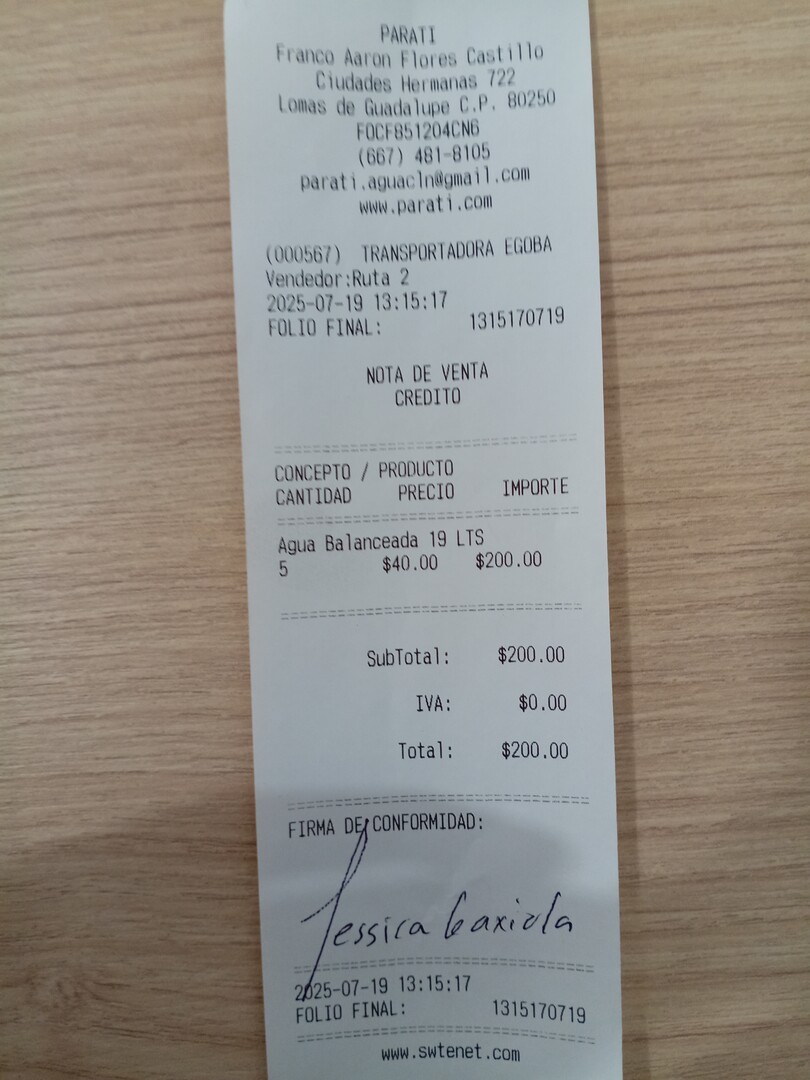 PARATI
Franco Aaron Flores Castillo
Ciudades Hermanas 722
Lomas de Guadalupe C.P. 80250
FOCF851204CN6
(667) 481-8105
parati.aguacln@gmail.com
www.parati.com
(000567) TRANSPORTADORA EGOBA
Vendedor:Ruta 2
2025-07-19 13:15:17
FOLIO FINAL: 1315170719
NOTA DE VENTA
CREDITO
CONCEPTO / PRODUCTO
CANTIDAD PRECIO IMPORTE
Agua Balanceada 19 LTS
5 $40.00 $200.00
SubTotal: $200.00
IVA: $0.00
Total: $200.00
FIRMA DE CONFORMIDAD:
Jessica Gaxiola
2025-07-19 13:15:17
FOLIO FINAL: 1315170719
www.swtenet.com